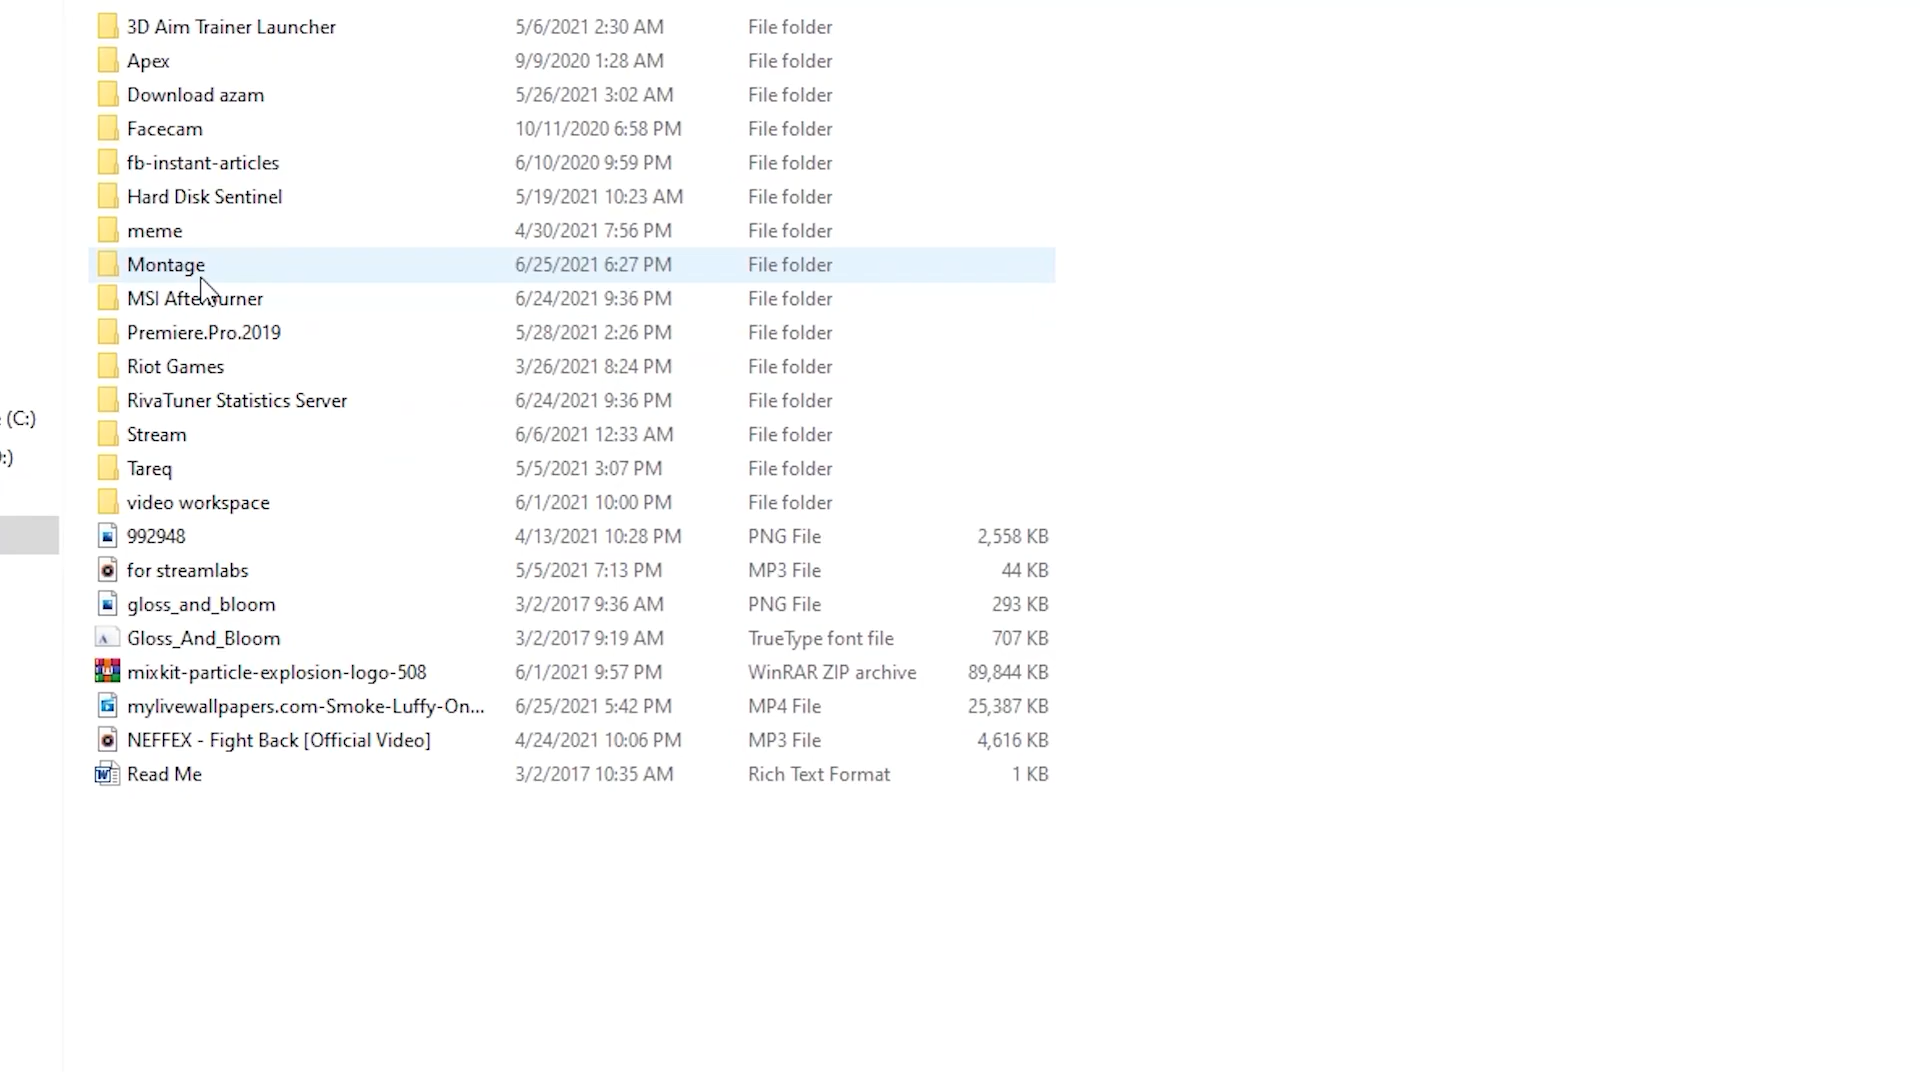 3D Aim Trainer Launcher 5/6/2021 2:30 AM File folder
Apex 9/9/2020 1:28 AM File folder
Download azam 5/26/2021 3:02 AM File folder
Facecam 10/11/2020 6:58 PM File folder
fb-instant-articles 6/10/2020 9:59 PM File folder
Hard Disk Sentinel 5/19/2021 10:23 AM File folder
meme 4/30/2021 7:56 PM File folder
Montage 6/25/2021 6:27 PM File folder
MSI Afterburner 6/24/2021 9:36 PM File folder
Premiere.Pro.2019 5/28/2021 2:26 PM File folder
Riot Games 3/26/2021 8:24 PM File folder
RivaTuner Statistics Server 6/24/2021 9:36 PM File folder
(C:)
Stream 6/6/2021 12:33 AM File folder
:)
Tareq 5/5/2021 3:07 PM File folder
video workspace 6/1/2021 10:00 PM File folder
992948 4/13/2021 10:28 PM PNG File 2,558 KB
for streamlabs 5/5/2021 7:13 PM MP3 File 44 KB
gloss_and_bloom 3/2/2017 9:36 AM PNG File 293 KB
Gloss_And_Bloom 3/2/2017 9:19 AM TrueType font file 707 KB
mixkit-particle-explosion-logo-508 6/1/2021 9:57 PM WinRAR ZIP archive 89,844 KB
mylivewallpapers.com-Smoke-Luffy-On... 6/25/2021 5:42 PM MP4 File 25,387 KB
NEFFEX - Fight Back [Official Video] 4/24/2021 10:06 PM MP3 File 4,616 KB
Read Me 3/2/2017 10:35 AM Rich Text Format 1 KB